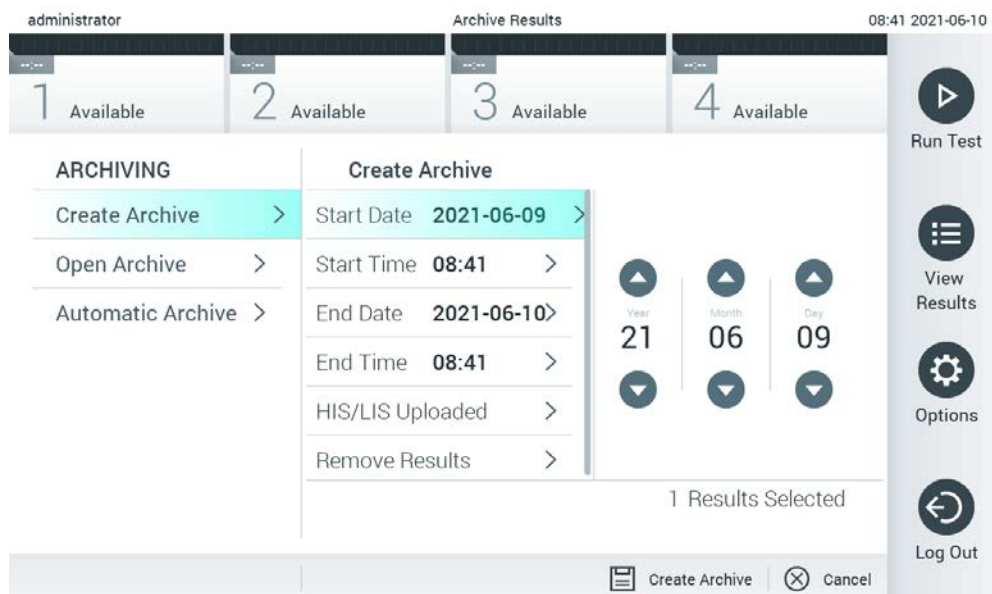 administrator Archive Results 08:41 2021-06-10
--:-- --:-- --:-- --:--
1 Available 2 Available 3 Available 4 Available
Run Test
ARCHIVING
Create Archive
Open Archive
Automatic Archive
Create Archive
Start Date 2021-06-09
Start Time 08:41
End Date 2021-06-10
End Time 08:41
HIS/LIS Uploaded
Remove Results
Year Month Day
21 06 09
1 Results Selected
View
Results
Options
Log Out
Create Archive Cancel